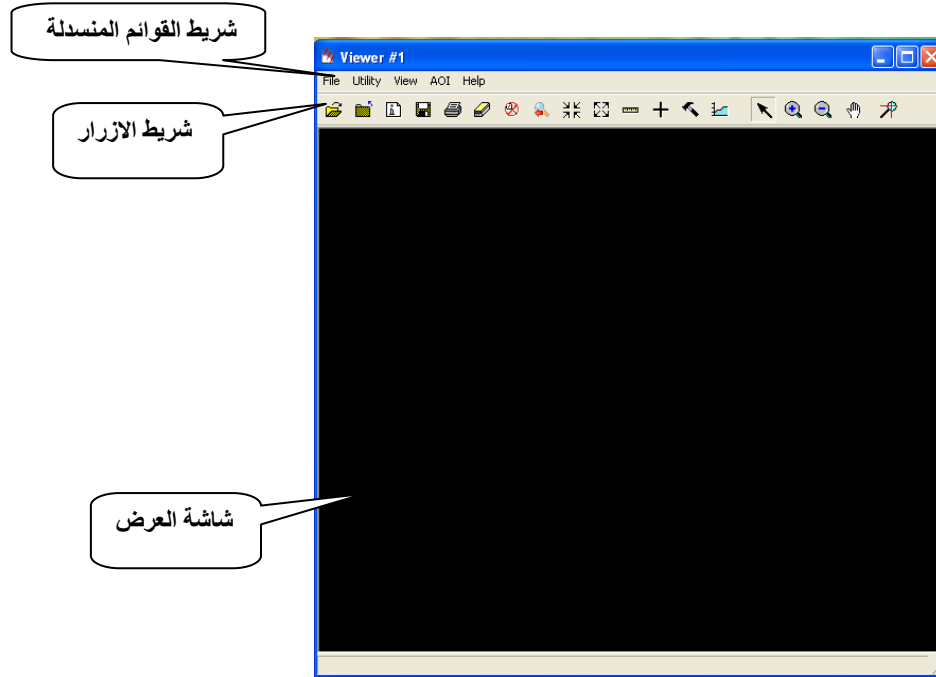 شريط القوائم المنسدلة
Viewer #1
File Utility View AOI Help
شريط الازرار
شاشة العرض